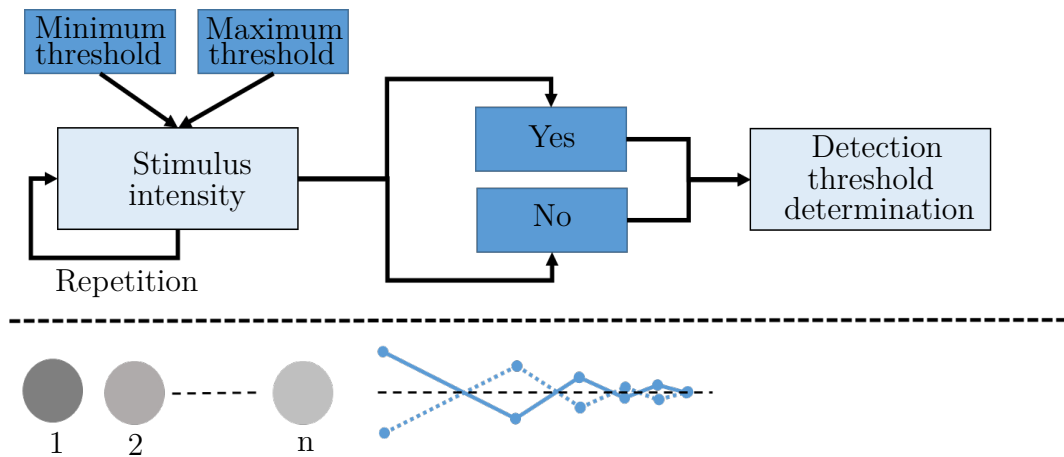 Minimum
threshold
Maximum
threshold
Stimulus
intensity
Repetition
Yes
No
Detection
threshold
determination
1
2
n